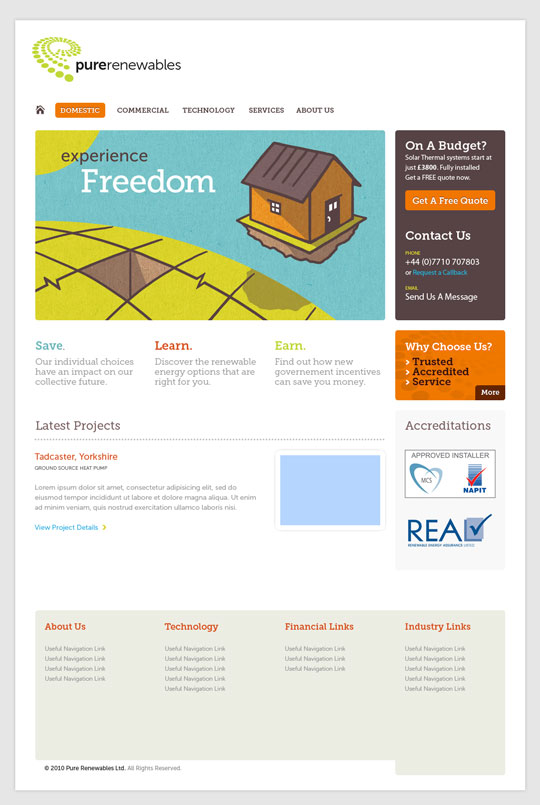 purerenewables
DOMESTIC
COMMERCIAL
TECHNOLOGY
SERVICES
ABOUT US
experience
Freedom
On A Budget?
Solar Thermal systems start at
just £3800. Fully installed
Get a FREE quote now.
Get A Free Quote
Contact Us
PHONE
+44 (0)7710 707803
or Request a Callback
EMAIL
Send Us A Message
Save.
Our individual choices
have an impact on our
collective future.
Learn.
Discover the renewable
energy options that are
right for you.
Earn.
Find out how new
governement incentives
can save you money.
Why Choose Us?
Trusted
Accredited
Service
More
Latest Projects
Tadcaster, Yorkshire
GROUND SOURCE HEAT PUMP
Lorem ipsum dolor sit amet, consectetur adipisicing elit, sed do
eiusmod tempor incididunt ut labore et dolore magna aliqua. Ut enim
ad minim veniam, quis nostrud exercitation ullamco laboris nisi.
View Project Details
Accreditations
APPROVED INSTALLER
MCS
NAPIT
REA
RENEWABLE ENERGY ASSURANCE LIMITED
About Us
Useful Navigation Link
Useful Navigation Link
Useful Navigation Link
Useful Navigation Link
Technology
Useful Navigation Link
Useful Navigation Link
Useful Navigation Link
Useful Navigation Link
Useful Navigation Link
Financial Links
Useful Navigation Link
Useful Navigation Link
Useful Navigation Link
Industry Links
Useful Navigation Link
Useful Navigation Link
Useful Navigation Link
Useful Navigation Link
Useful Navigation Link
© 2010 Pure Renewables Ltd. All Rights Reserved.